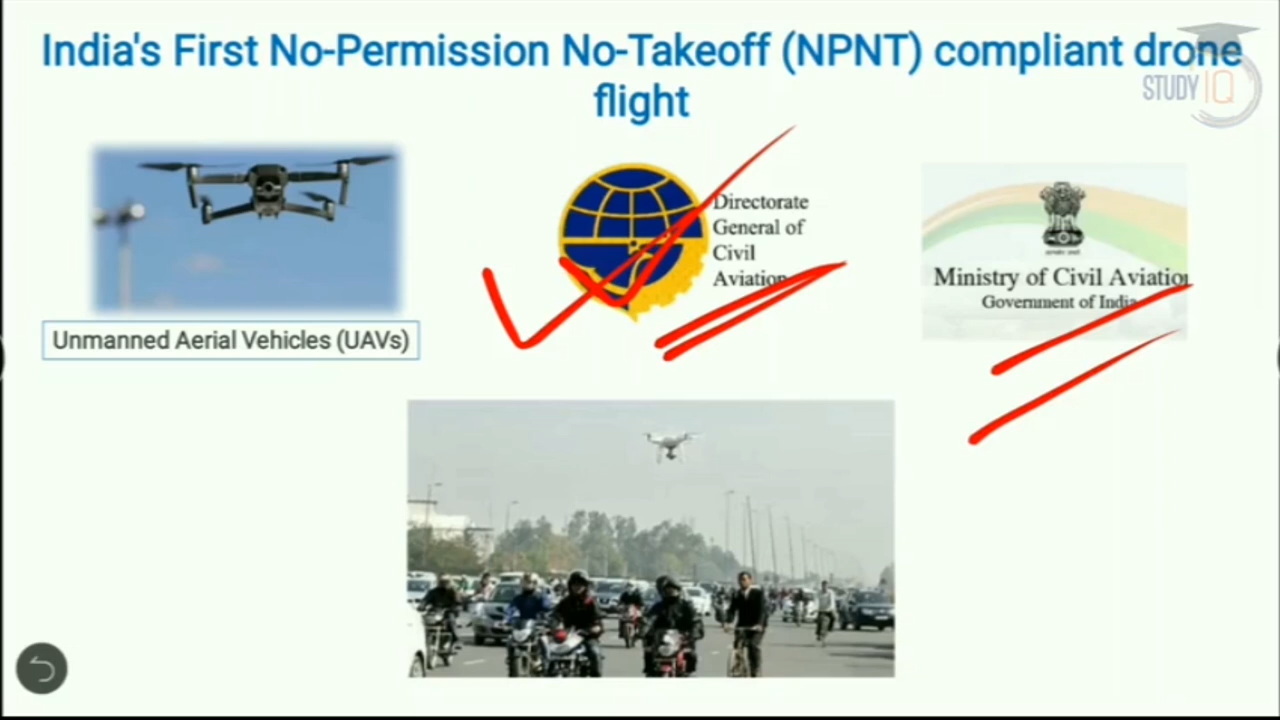 India's First No-Permission No-Takeoff (NPNT) compliant drone
flight
STUDY IQ
Unmanned Aerial Vehicles (UAVs)
Directorate
General of
Civil
Aviation
Ministry of Civil Aviation
Government of India